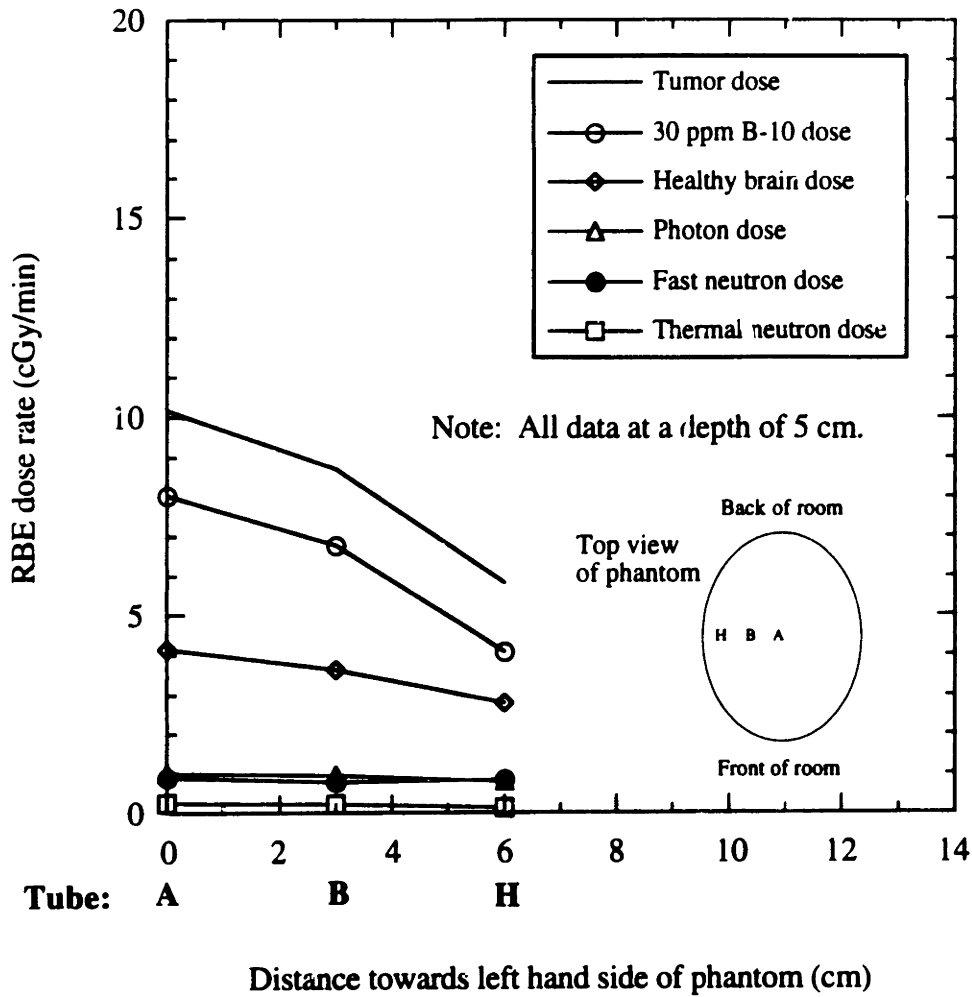 20
15
10
5
0
RBE dose rate (cGy/min)
Tumor dose
30 ppm B-10 dose
Healthy brain dose
Photon dose
Fast neutron dose
Thermal neutron dose
Note: All data at a depth of 5 cm.
Back of room
Top view
of phantom
H B A
Front of room
0 2 4 6 8 10 12 14
Tube: A B H
Distance towards left hand side of phantom (cm)